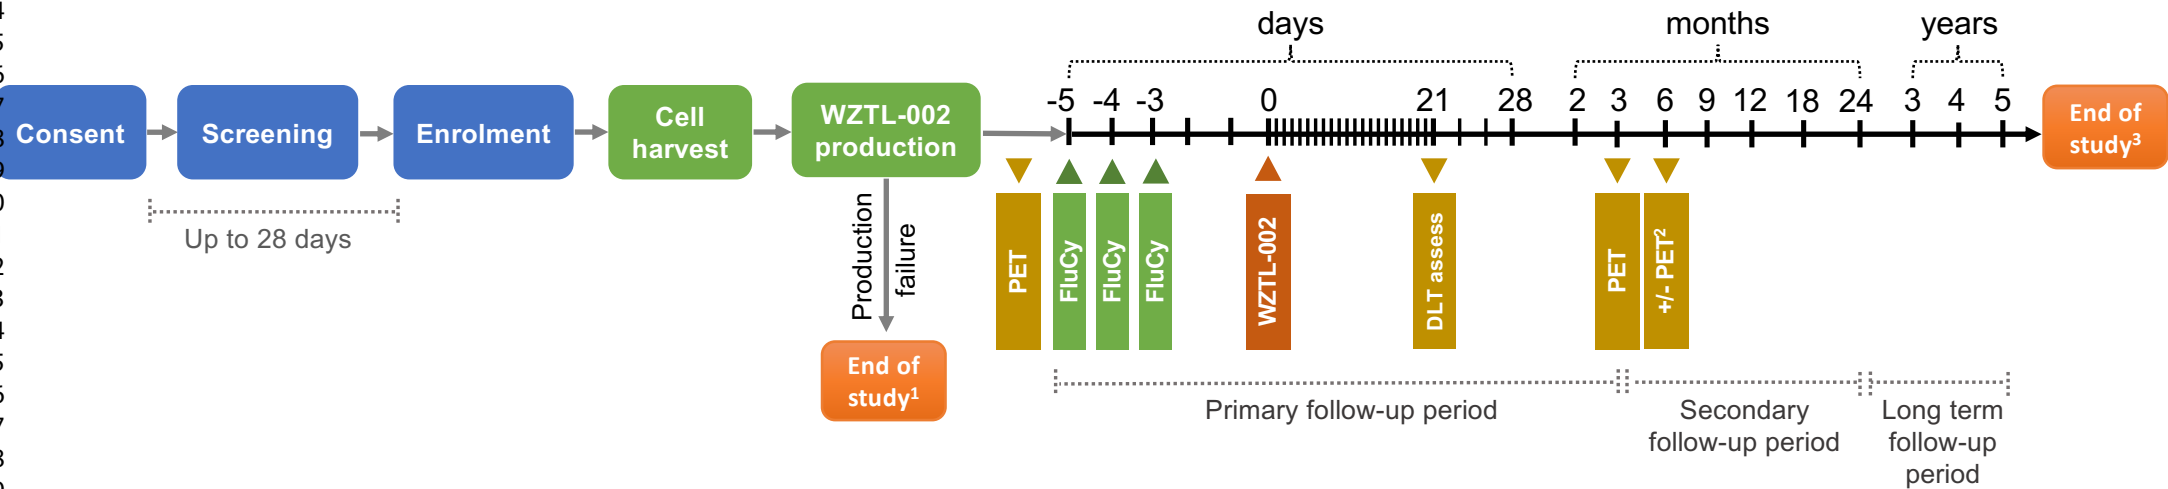 days
months
years
-5 -4 -3 0 21 28 2 3 6 9 12 18 24 3 4 5
Consent
Screening
Enrolment
Cell
harvest
WZTL-002
production
End of
study³
Up to 28 days
Production
failure
End of
study¹
PET
FluCy
FluCy
FluCy
WZTL-002
DLT assess
PET
+/- PET²
Primary follow-up period
Secondary
follow-up period
Long term
follow-up
period